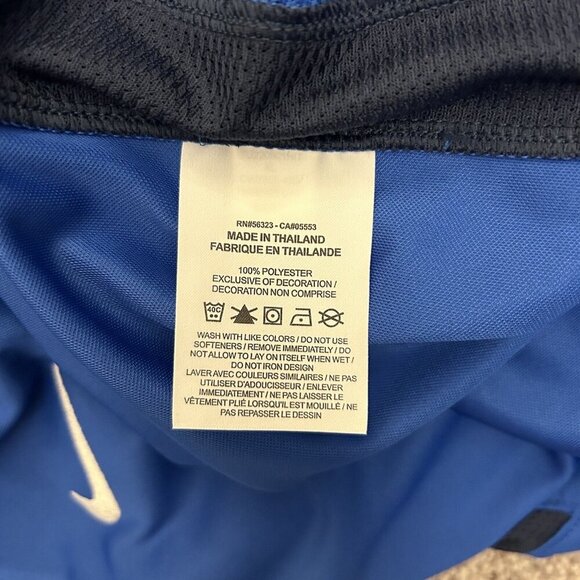 RN#56323 - CA#05553
MADE IN THAILAND
FABRIQUE EN THAILANDE
100% POLYESTER
EXCLUSIVE OF DECORATION /
DECORATION NON COMPRISE
40C
WASH WITH LIKE COLORS / DO NOT USE
SOFTENERS / REMOVE IMMEDIATELY / DO
NOT ALLOW TO LAY ON ITSELF WHEN WET /
DO NOT IRON DESIGN
LAVER AVEC COULEURS SIMILAIRES / NE PAS
UTILISER D'ADOUCISSEUR / ENLEVER
IMMÉDIATEMENT / NE PAS LAISSER LE
VÊTEMENT PLIÉ LORSQU'IL EST MOUILLÉ / NE
PAS REPASSER LE DESSIN